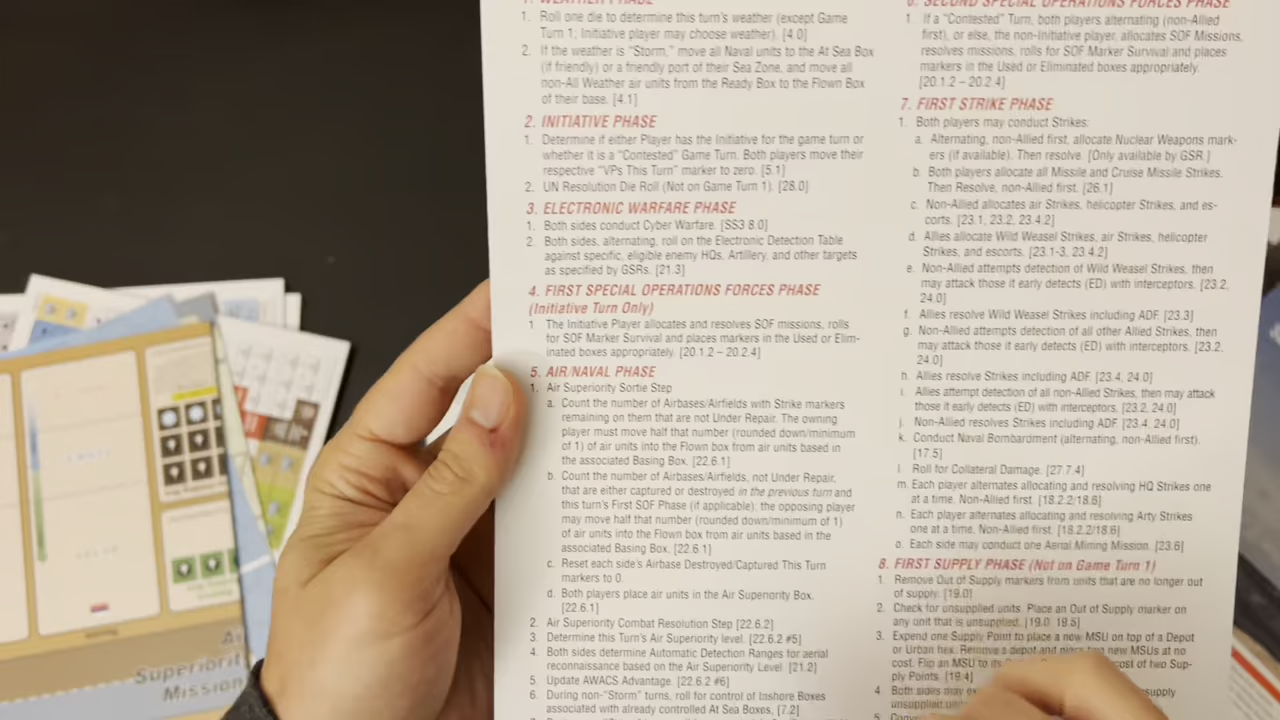 1. WEATHER PHASE
1. Roll one die to determine this turn's weather (except Game
Turn 1; Initiative player may choose weather). [4.0]
2. If the weather is "Storm," move all Naval units to the At Sea Box
(if friendly) or a friendly port of their Sea Zone, and move all
non-All Weather air units from the Ready Box to the Flown Box
of their base. [4.1]
2. INITIATIVE PHASE
1. Determine if either Player has the Initiative for the game turn or
whether it is a "Contested" Game Turn. Both players move their
respective "VPs This Turn" marker to zero. [5.1]
2. UN Resolution Die Roll (Not on Game Turn 1). [28.0]
3. ELECTRONIC WARFARE PHASE
1. Both sides conduct Cyber Warfare. [SS3 8.0]
2. Both sides, alternating, roll on the Electronic Detection Table
against specific, eligible enemy HQs, Artillery, and other targets
as specified by GSRs. [21.3]
4. FIRST SPECIAL OPERATIONS FORCES PHASE
(Initiative Turn Only)
1 The Initiative Player allocates and resolves SOF missions, rolls
for SOF Marker Survival and places markers in the Used or Elim-
inated boxes appropriately. [20.1.2 – 20.2.4]
5. AIR/NAVAL PHASE
1. Air Superiority Sortie Step
a. Count the number of Airbases/Airfields with Strike markers
remaining on them that are not Under Repair. The owning
player must move half that number (rounded down/minimum
of 1) of air units into the Flown box from air units based in
the associated Basing Box. [22.6.1]
b. Count the number of Airbases/Airfields, not Under Repair,
that are either captured or destroyed in the previous turn and
this turn's First SOF Phase (if applicable); the opposing player
may move half that number (rounded down/minimum of 1)
of air units into the Flown box from air units based in the
associated Basing Box. [22.6.1]
c. Reset each side's Airbase Destroyed/Captured This Turn
markers to 0.
d. Both players place air units in the Air Superiority Box.
[22.6.1]
2. Air Superiority Combat Resolution Step [22.6.2]
3. Determine this Turn's Air Superiority level. [22.6.2 #5]
4. Both sides determine Automatic Detection Ranges for aerial
reconnaissance based on the Air Superiority Level [21.2]
5. Update AWACS Advantage. [22.6.2 #6]
6. During non-"Storm" turns, roll for control of Inshore Boxes
associated with already controlled At Sea Boxes, [7.2]
6. SECOND SPECIAL OPERATIONS FORCES PHASE
1. If a "Contested" Turn, both players alternating (non-Allied
first), or else, the non-Initiative player, allocates SOF Missions,
resolves missions, rolls for SOF Marker Survival and places
markers in the Used or Eliminated boxes appropriately.
[20.1.2 – 20.2.4]
7. FIRST STRIKE PHASE
1. Both players may conduct Strikes:
a. Alternating, non-Allied first, allocate Nuclear Weapons mark-
ers (if available). Then resolve. [Only available by GSR.]
b. Both players allocate all Missile and Cruise Missile Strikes.
Then Resolve, non-Allied first. [26.1]
c. Non-Allied allocates air Strikes, helicopter Strikes, and es-
corts. [23.1, 23.2, 23.4.2]
d. Allies allocate Wild Weasel Strikes, air Strikes, helicopter
Strikes, and escorts. [23.1-3, 23.4.2]
e. Non-Allied attempts detection of Wild Weasel Strikes, then
may attack those it early detects (ED) with interceptors. [23.2,
24.0]
f. Allies resolve Wild Weasel Strikes including ADF. [23.3]
g. Non-Allied attempts detection of all other Allied Strikes, then
may attack those it early detects (ED) with interceptors. [23.2,
24.0]
h. Allies resolve Strikes including ADF. [23.4, 24.0]
i. Allies attempt detection of all non-Allied Strikes, then may attack
those it early detects (ED) with interceptors. [23.2, 24.0]
j. Non-Allied resolves Strikes including ADF. [23.4, 24.0]
k. Conduct Naval Bombardment (alternating, non-Allied first).
[17.5]
l. Roll for Collateral Damage. [27.7.4]
m. Each player alternates allocating and resolving HQ Strikes one
at a time. Non-Allied first. [18.2.2/18.6]
n. Each player alternates allocating and resolving Arty Strikes
one at a time. Non-Allied first. [18.2.2/18.6]
o. Each side may conduct one Aerial Mining Mission. [23.6]
8. FIRST SUPPLY PHASE (Not on Game Turn 1)
1. Remove Out of Supply markers from units that are no longer out
of supply. [19.0]
2. Check for unsupplied units. Place an Out of Supply marker on
any unit that is unsupplied. [19.0, 19.5]
3. Expend one Supply Point to place a new MSU on top of a Depot
or Urban hex. Remove a depot and place two new MSUs at no
cost. Flip an MSU to its cost of two Sup-
ply Points. [19.4]
4. Both sides may supply
unsupplied
5.
Air
Superiority
Mission